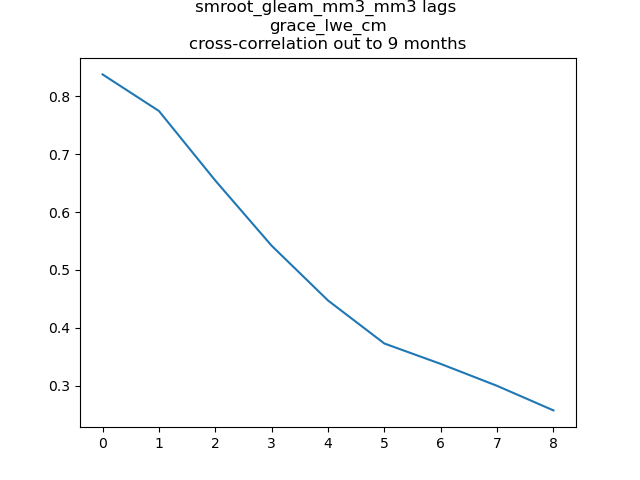 smroot_gleam_mm3_mm3 lags
grace_lwe_cm
cross-correlation out to 9 months
0.8
0.7
0.6
0.5
0.4
0.3
0 1 2 3 4 5 6 7 8